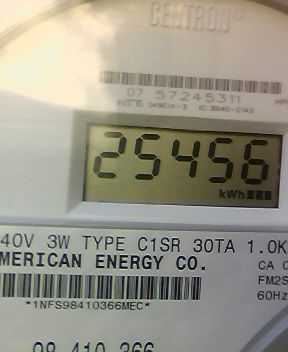 CENTRON®
07 57245311
25456
kWh
40V 3W TYPE C1SR 30TA 1.0K
MERICAN ENERGY CO.
CA 0
FM2S
60Hz
*1NFS98410366MEC*
98 410 366